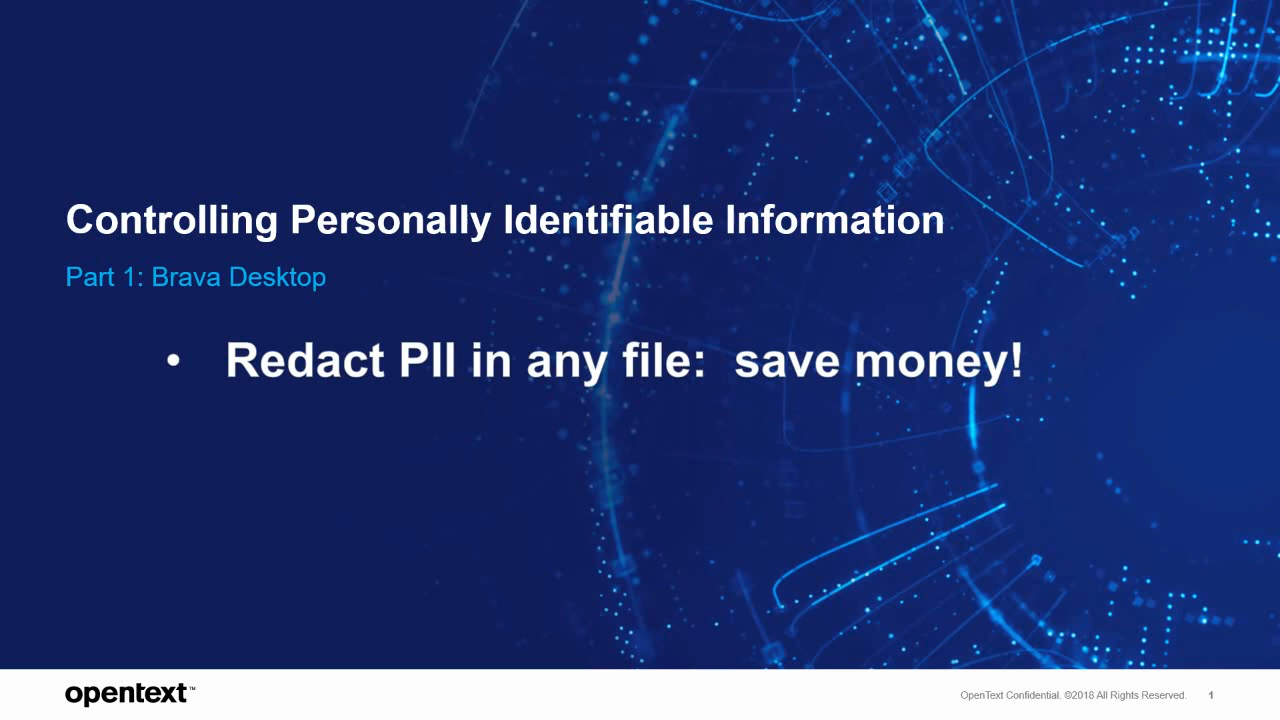 Controlling Personally Identifiable Information
Part 1: Brava Desktop
• Redact PII in any file:  save money!
opentext™
OpenText Confidential. ©2018 All Rights Reserved. 1